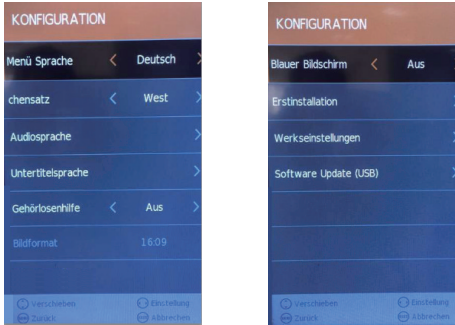 KONFIGURATION
Menü Sprache Deutsch
chensatz West
Audiosprache
Untertitelsprache
Gehörlosenhilfe Aus
Bildformat 16:09
Verschieben Einstellung
Zurück Abbrechen
KONFIGURATION
Blauer Bildschirm Aus
Erstinstallation
Werkseinstellungen
Software Update (USB)
Verschieben Einstellung
Zurück Abbrechen